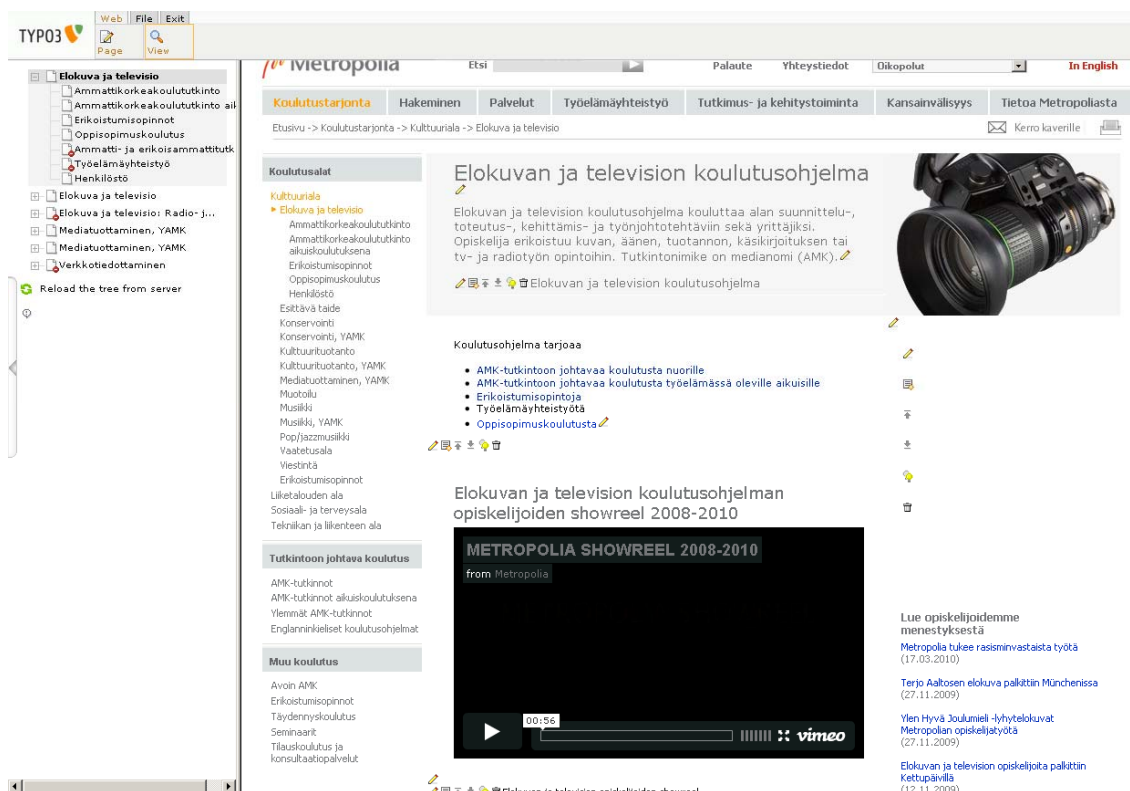 Web File Exit
TYPO3
Page View
Elokuva ja televisio
Ammattikorkeakoulututkinto
Ammattikorkeakoulututkinto aik
Erikoistumisopinnot
Oppisopimuskoulutus
Ammatti- ja erikoisammattitutk
Työelämäyhteistyö
Henkilöstö
Elokuva ja televisio
Elokuva ja televisio: Radio- j...
Mediatuottaminen, YAMK
Mediatuottaminen, YAMK
Verkkotiedottaminen
Reload the tree from server
Metropolia
Etsi
Palaute Yhteystiedot Oikopolut In English
Koulutustarjonta Hakeminen Palvelut Työelämäyhteistyö Tutkimus- ja kehitystoiminta Kansainvälisyys Tietoa Metropoliasta
Etusivu -> Koulutustarjonta -> Kulttuuriala -> Elokuva ja televisio
Kerro kaverille
Koulutusalat
Kulttuuriala
Elokuva ja televisio
Ammattikorkeakoulututkinto
Ammattikorkeakoulututkinto
aikuiskoulutuksena
Erikoistumisopinnot
Oppisopimuskoulutus
Henkilöstö
Esittävä taide
Konservointi
Konservointi, YAMK
Kulttuurituotanto
Kulttuurituotanto, YAMK
Mediatuottaminen, YAMK
Muotoilu
Musiikki
Musiikki, YAMK
Pop/jazzmusiikki
Vaatetusala
Viestintä
Erikoistumisopinnot
Liiketalouden ala
Sosiaali- ja terveysala
Tekniikan ja liikenteen ala
Tutkintoon johtava koulutus
AMK-tutkinnot
AMK-tutkinnot aikuiskoulutuksena
Ylemmät AMK-tutkinnot
Englanninkieliset koulutusohjelmat
Muu koulutus
Avoin AMK
Erikoistumisopinnot
Täydennyskoulutus
Seminaarit
Tilauskoulutus ja
konsultaatiopalvelut
Elokuvan ja television koulutusohjelma
Elokuvan ja television koulutusohjelma kouluttaa alan suunnittelu-,
toteutus-, kehittämis- ja työnjohtotehtäviin sekä yrittäjiksi.
Opiskelija erikoistuu kuvan, äänen, tuotannon, käsikirjoituksen tai
tv- ja radiotyön opintoihin. Tutkintonimike on medianomi (AMK).
Elokuvan ja television koulutusohjelma
Koulutusohjelma tarjoaa
AMK-tutkintoon johtavaa koulutusta nuorille
AMK-tutkintoon johtavaa koulutusta työelämässä oleville aikuisille
Erikoistumisopintoja
Työelämäyhteistyötä
Oppisopimuskoulutusta
Elokuvan ja television koulutusohjelman
opiskelijoiden showreel 2008-2010
METROPOLIA SHOWREEL 2008-2010
from Metropolia
00:56
vimeo
Elokuvan ja television opiskelijoiden showreel
Lue opiskelijoidemme
menestyksestä
Metropolia tukee rasisminvastaista työtä
(17.03.2010)
Terjo Aaltosen elokuva palkittiin Münchenissa
(27.11.2009)
Ylen Hyvä Joulumieli -lyhytelokuvat
Metropolian opiskelijatyötä
(27.11.2009)
Elokuvan ja television opiskelijoita palkittiin
Kettupäivillä
(12.11.2009)